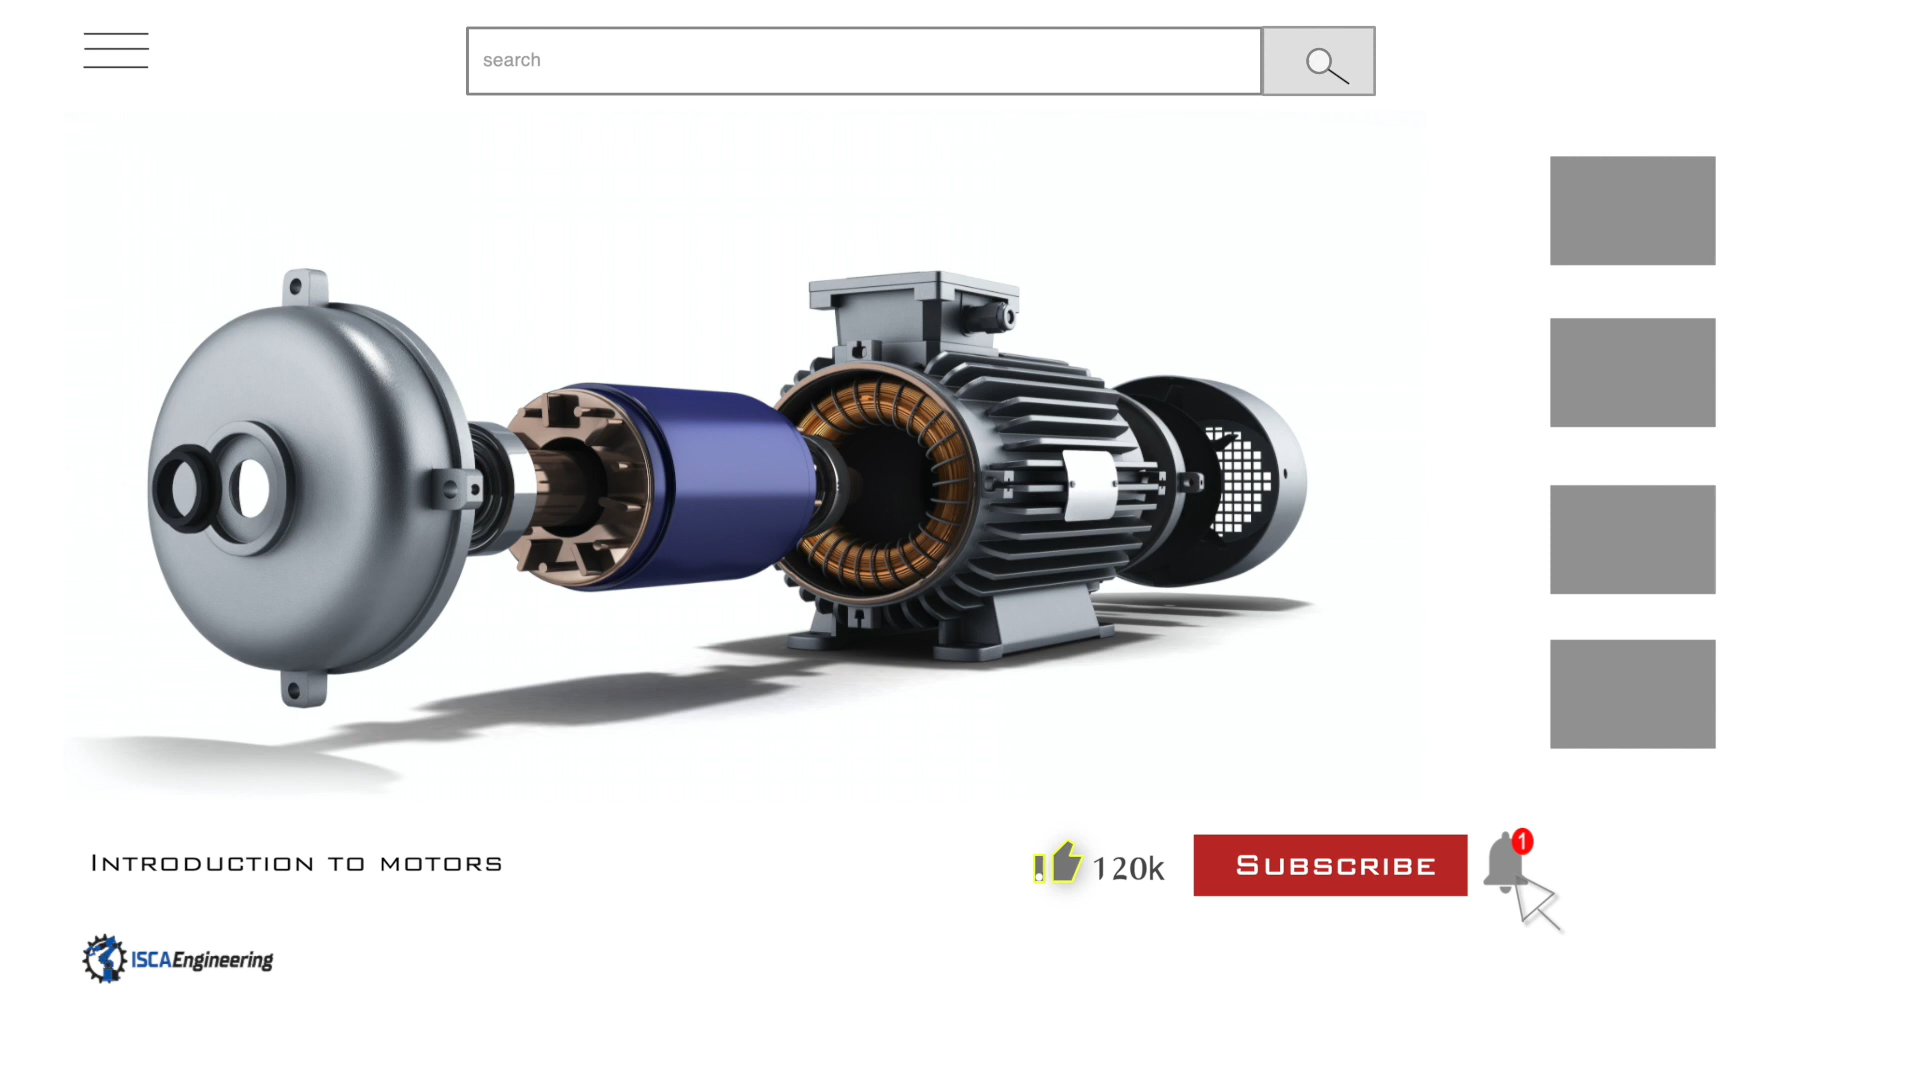 search
INTRODUCTION TO MOTORS
120k
SUBSCRIBE
1
ISCAEngineering